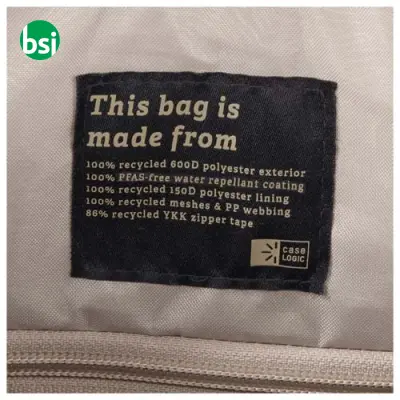 bsi
This bag is
made from
100% recycled 600D polyester exterior
100% PFAS-free water repellant coating
100% recycled 150D polyester lining
100% recycled meshes & PP webbing
86% recycled YKK zipper tape
case
LOGIC